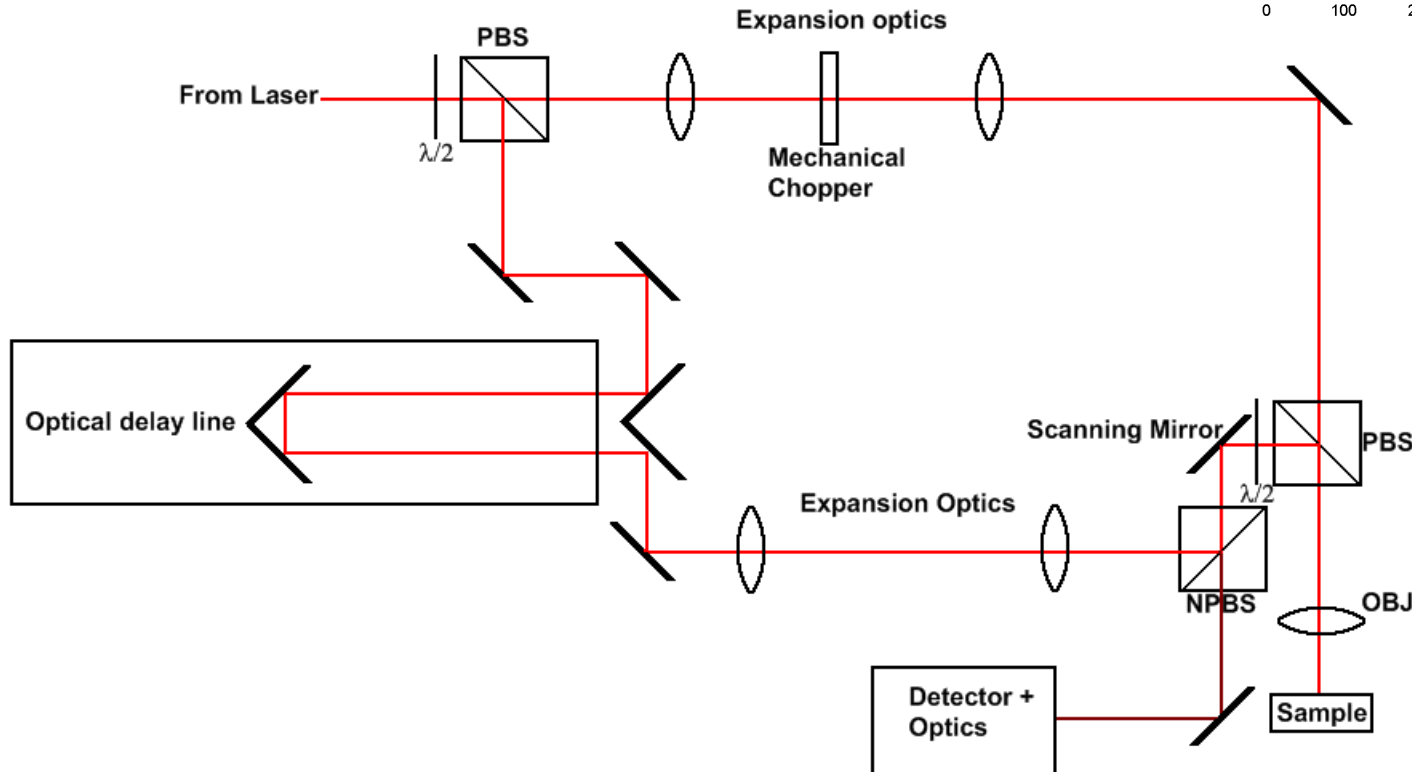 0 100 2
Expansion optics
PBS
From Laser
λ/2
Mechanical
Chopper
Optical delay line
Scanning Mirror
PBS
λ/2
Expansion Optics
NPBS
OBJ
Detector +
Optics
Sample